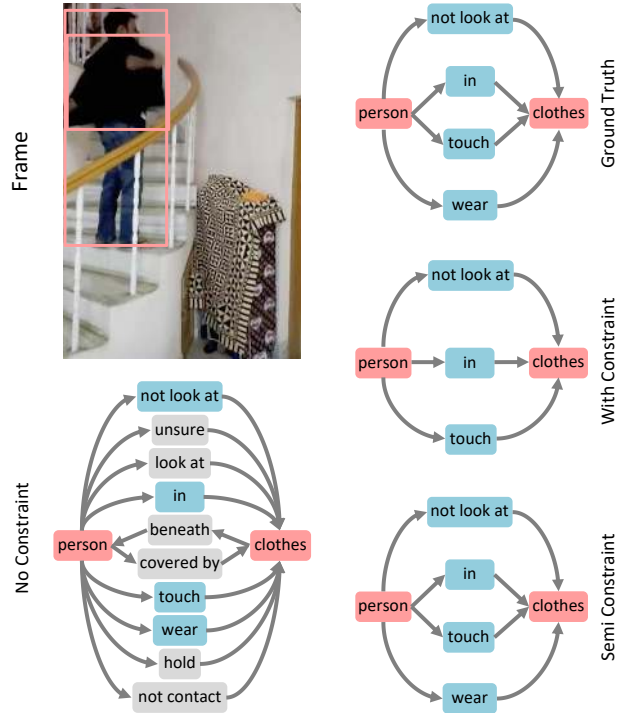 Frame
not look at
in
person
clothes
touch
wear
Ground Truth
not look at
person
in
clothes
touch
With Constraint
not look at
unsure
look at
in
beneath
person
clothes
covered by
touch
wear
hold
not contact
No Constraint
not look at
in
person
clothes
touch
wear
Semi Constraint